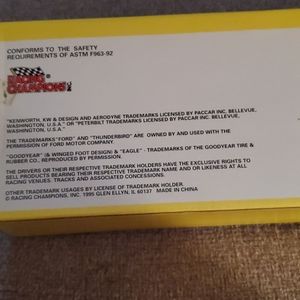 CONFORMS TO THE SAFETY
REQUIREMENTS OF ASTM F963-92
RACING
CHAMPIONS
"KENWORTH, KW & DESIGN AND AERODYNE TRADEMARKS LICENSED BY PACCAR INC. BELLEVUE,
WASHINGTON, U.S.A." OR "PETERBILT TRADEMARKS LICENSED BY PACCAR INC. BELLEVUE,
WASHINGTON, U.S.A."
THE TRADEMARKS "FORD" AND "THUNDERBIRD" ARE OWNED BY AND USED WITH THE
PERMISSION OF FORD MOTOR COMPANY.
"GOODYEAR" (& WINGED FOOT DESIGN) & "EAGLE" - TRADEMARKS OF THE GOODYEAR TIRE &
RUBBER CO., REPRODUCED BY PERMISSION.
THE DRIVERS OR THEIR RESPECTIVE TRADEMARK HOLDERS HAVE THE EXCLUSIVE RIGHTS TO
SELL PRODUCTS BEARING THEIR RESPECTIVE TRADEMARK NAME AND OR LIKENESS AT ALL
RACING VENUES. TRACKS AND ASSOCIATED CONCESSIONS.
OTHER TRADEMARK USAGES BY LICENSE OF TRADEMARK HOLDER.
© RACING CHAMPIONS, INC. 1995 GLEN ELLYN, IL 60137 MADE IN CHINA